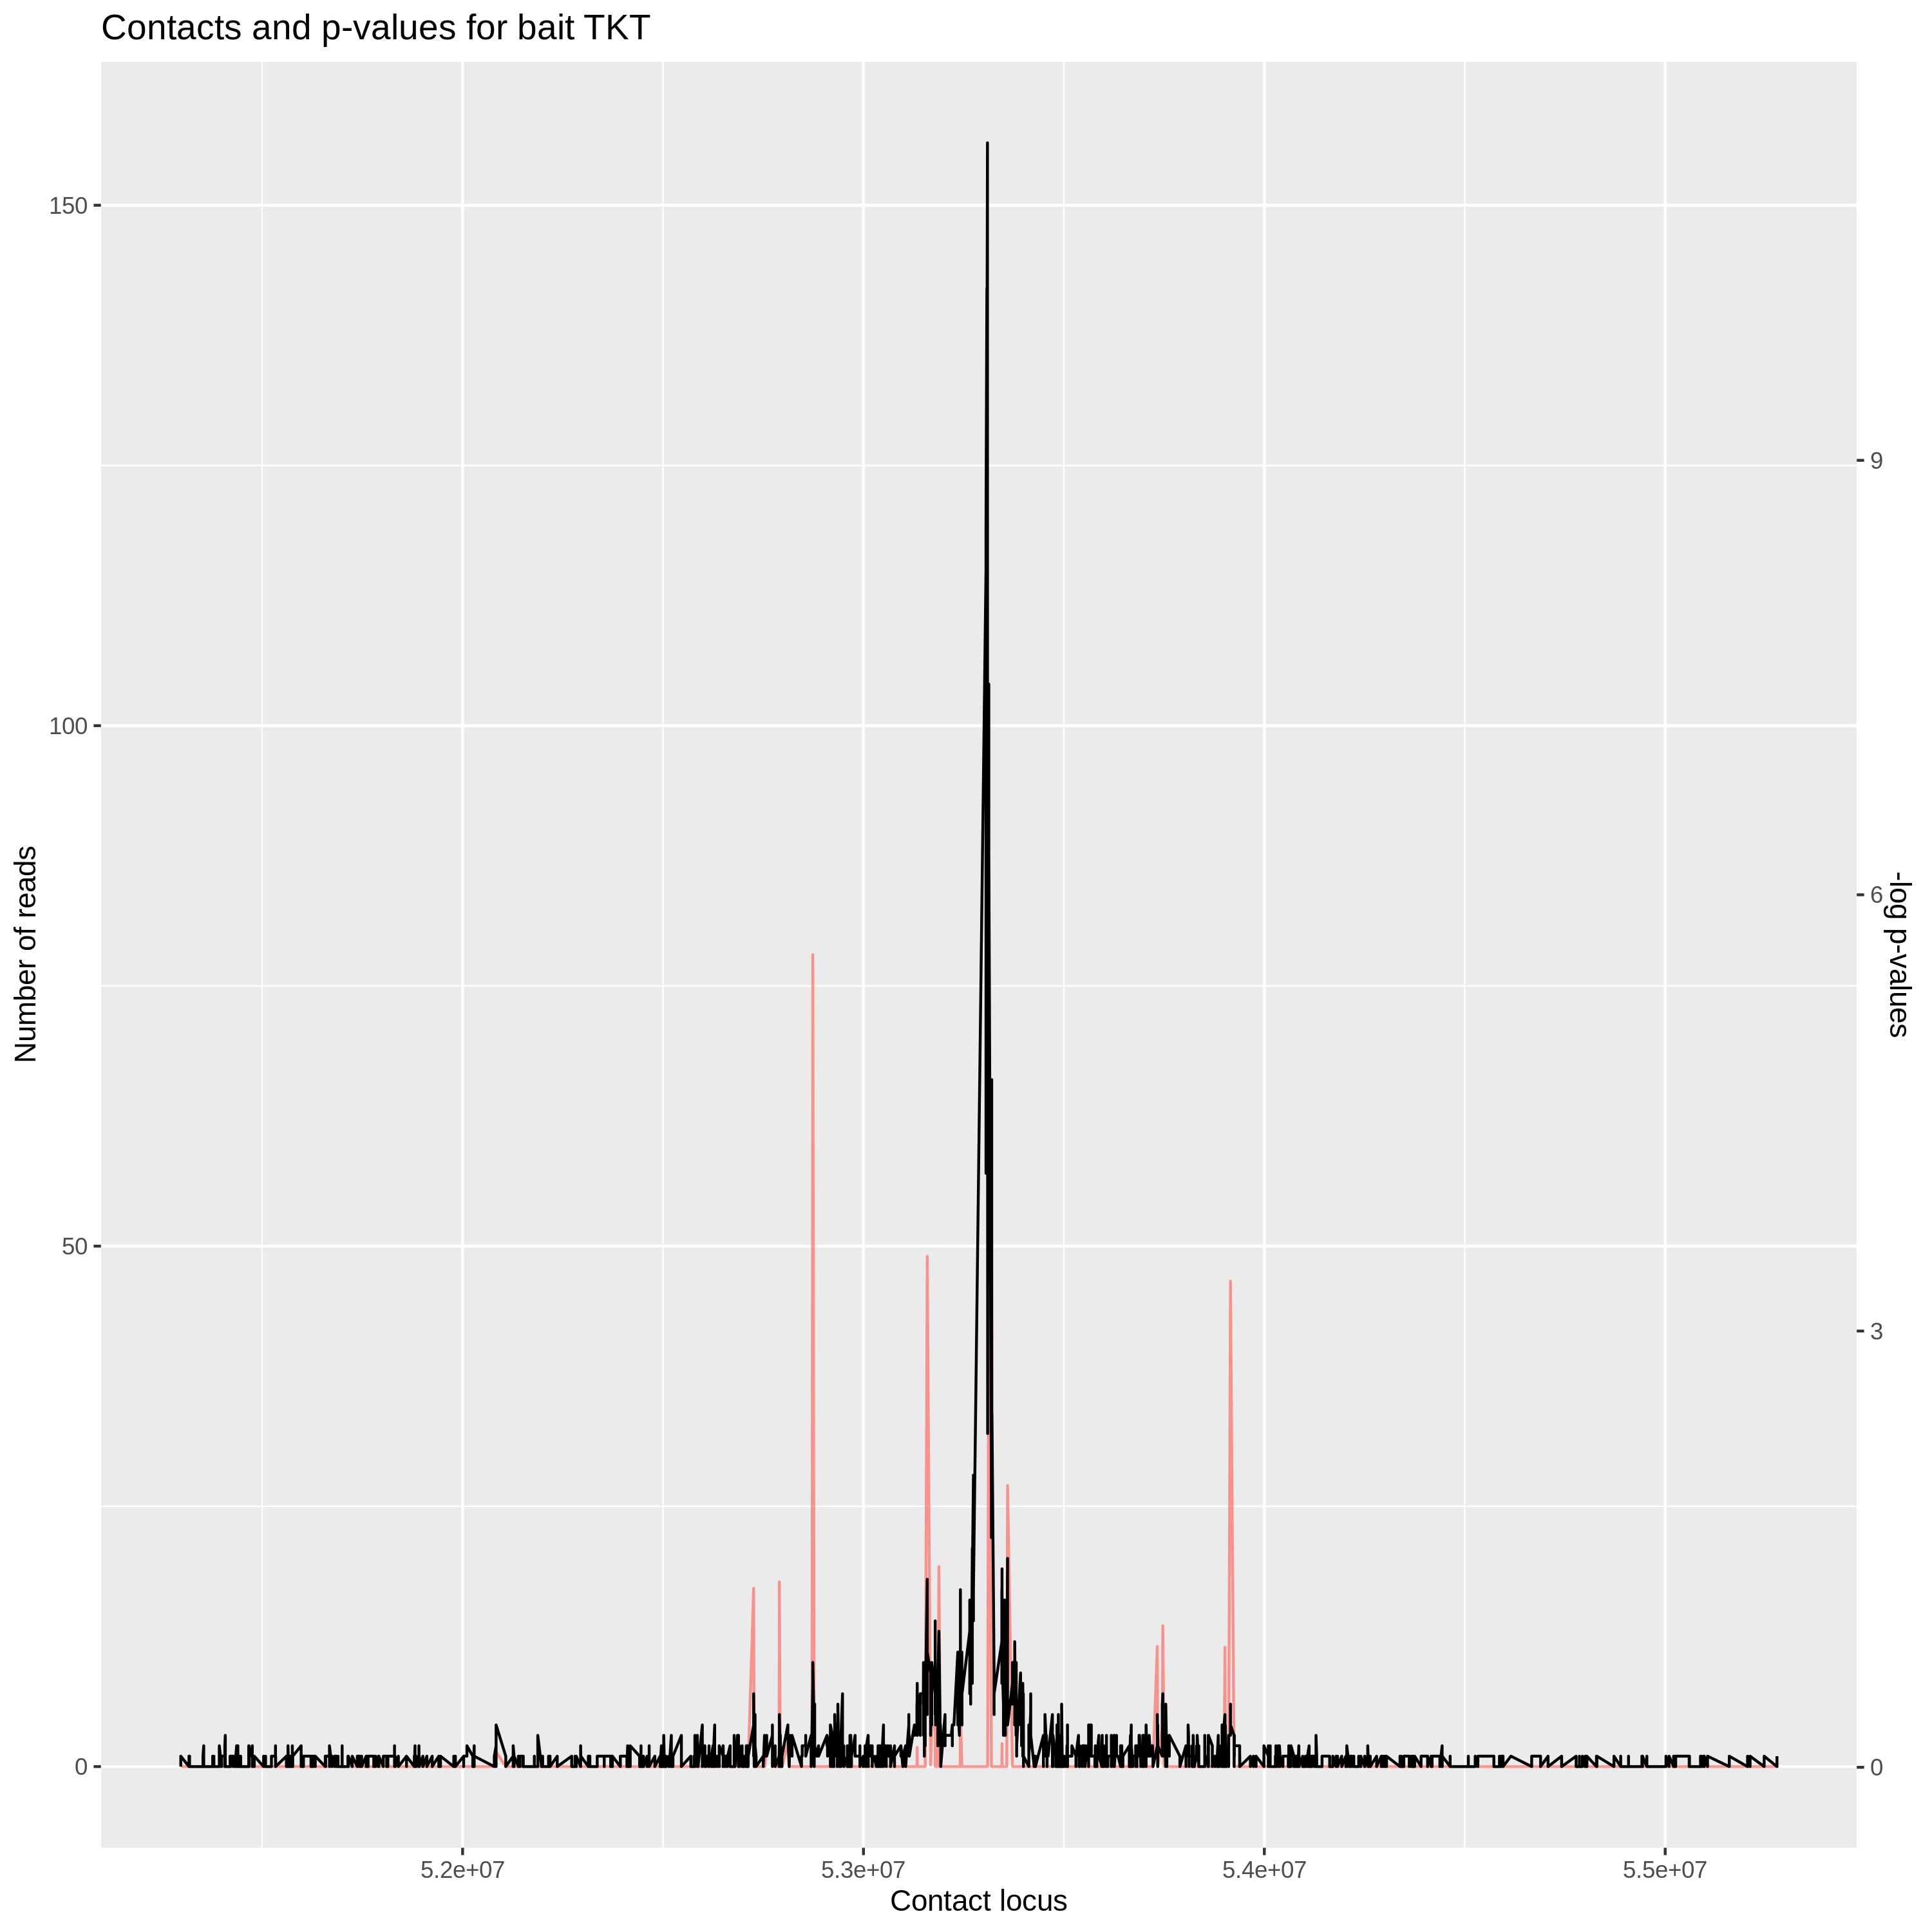 Contacts and p-values for bait TKT
150
100
50
0
Number of reads
9
6
3
0
-log p-values
5.2e+07 5.3e+07 5.4e+07 5.5e+07
Contact locus